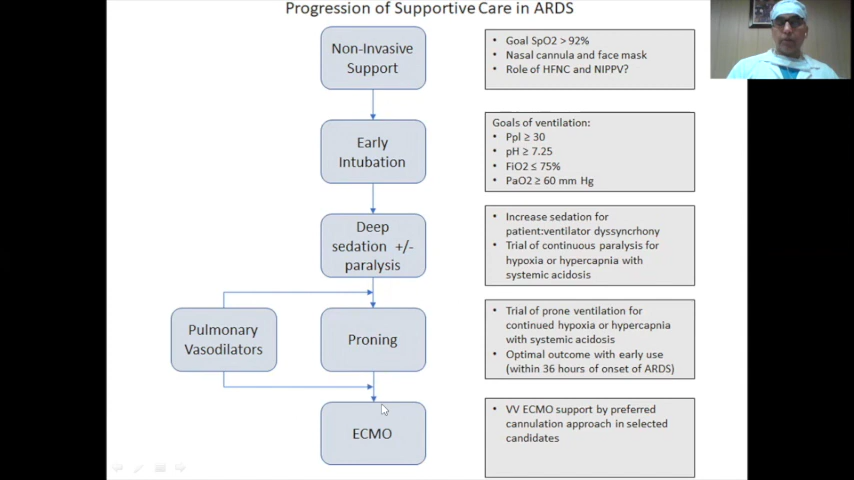 Progression of Supportive Care in ARDS
Non-Invasive
Support
• Goal SpO2 > 92%
• Nasal cannula and face mask
• Role of HFNC and NIPPV?
Early
Intubation
Goals of ventilation:
• Ppl ≥ 30
• pH ≥ 7.25
• FiO2 ≤ 75%
• PaO2 ≥ 60 mm Hg
Deep
sedation +/-
paralysis
• Increase sedation for
patient:ventilator dyssyncrhony
• Trial of continuous paralysis for
hypoxia or hypercapnia with
systemic acidosis
Pulmonary
Vasodilators
Proning
• Trial of prone ventilation for
continued hypoxia or hypercapnia
with systemic acidosis
• Optimal outcome with early use
(within 36 hours of onset of ARDS)
ECMO
• VV ECMO support by preferred
cannulation approach in selected
candidates